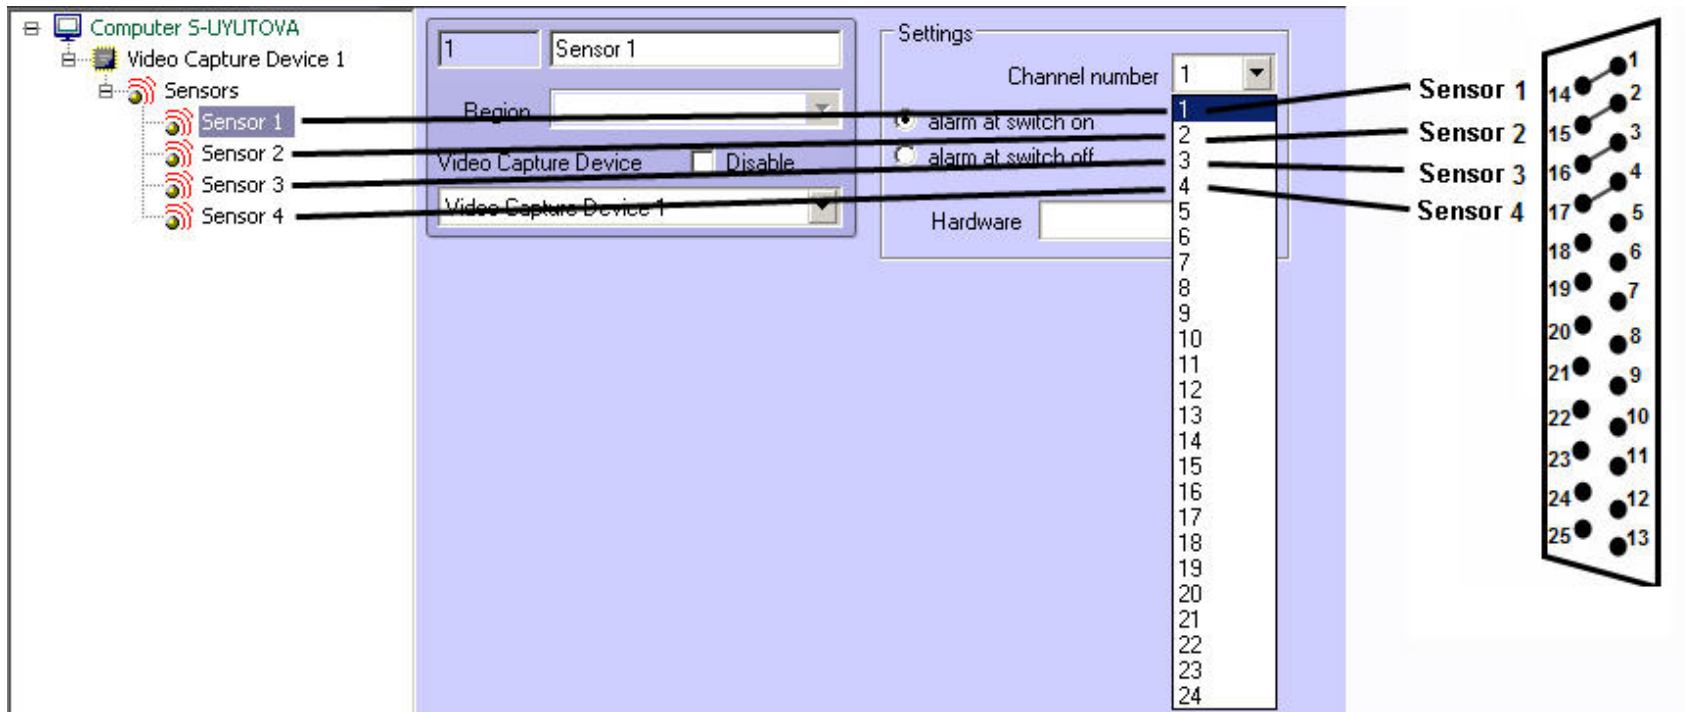 Computer S-UYUTOVA
Video Capture Device 1
Sensors
Sensor 1
Sensor 2
Sensor 3
Sensor 4
1
Sensor 1
Region
Video Capture Device
Disable
Video Capture Device 1
Settings
Channel number
1
alarm at switch on
alarm at switch off
Hardware
1
2
3
4
5
6
7
8
9
10
11
12
13
14
15
16
17
18
19
20
21
22
23
24
Sensor 1
Sensor 2
Sensor 3
Sensor 4
1
14
2
15
3
16
4
17
5
18
6
19
7
20
8
21
9
22
10
23
11
24
12
25
13